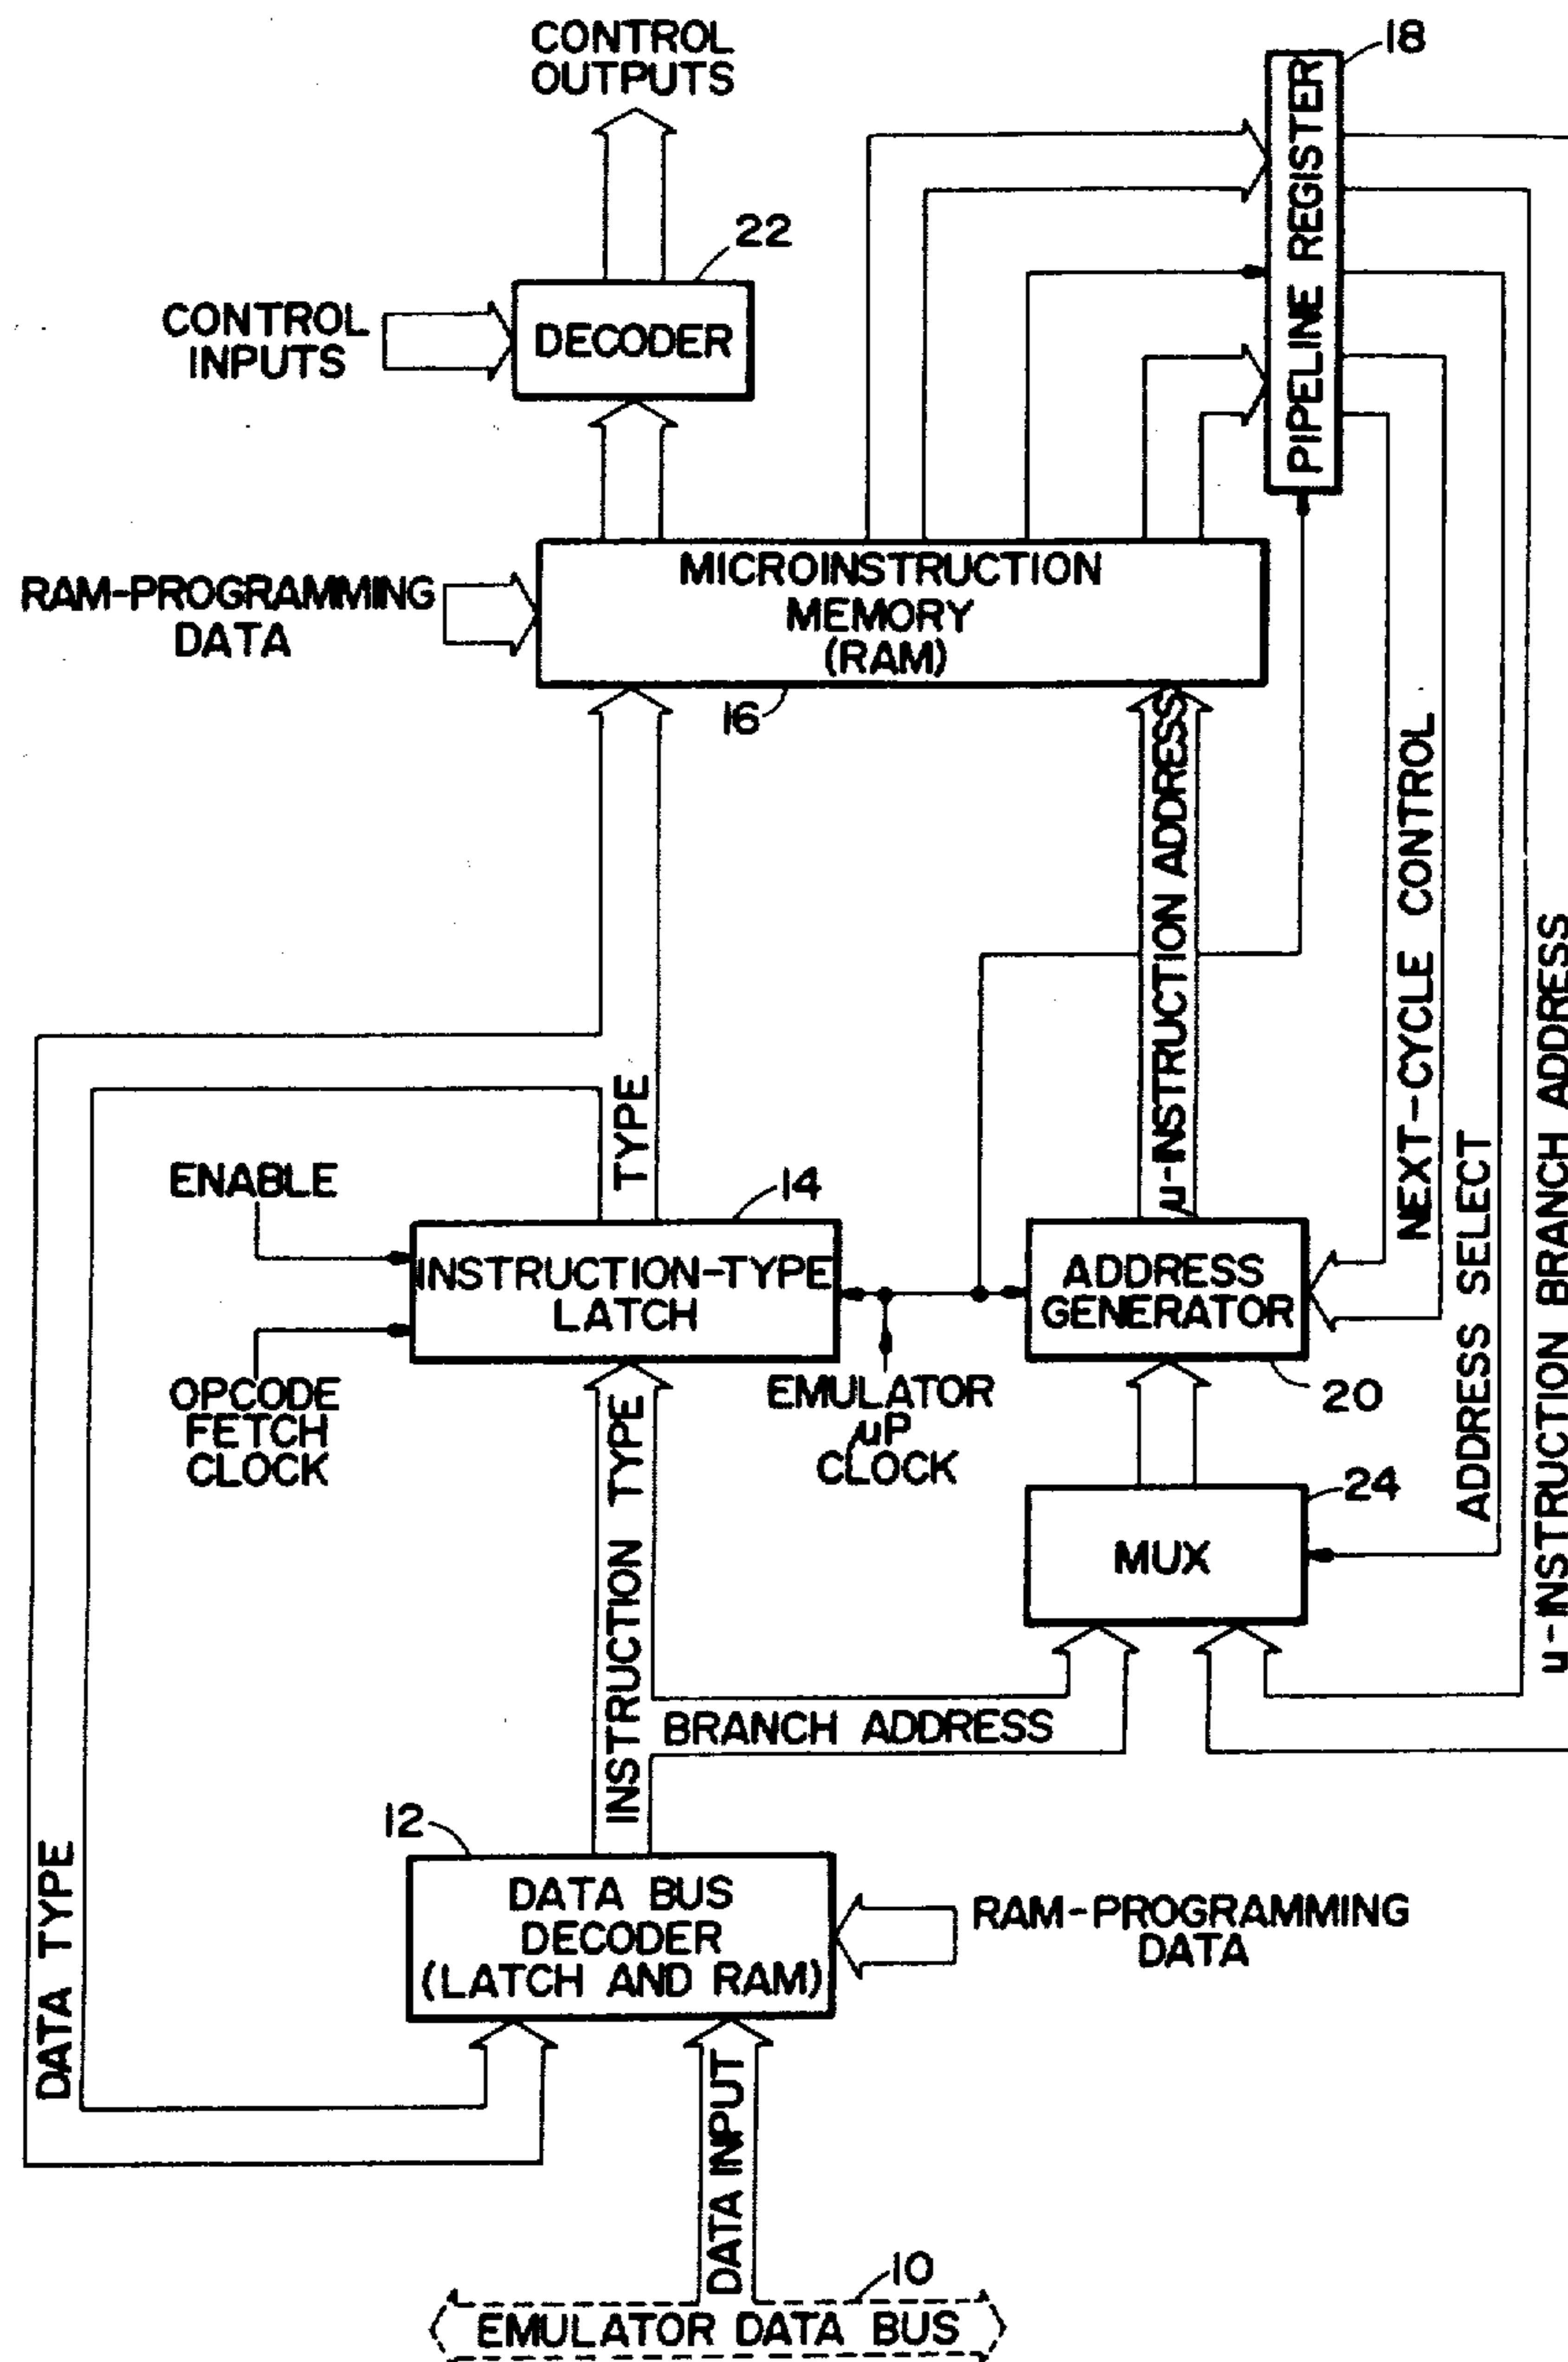 CONTROL
OUTPUTS
18
PIPELINE REGISTER
22
CONTROL
INPUTS
DECODER
RAM-PROGRAMMING
DATA
MICROINSTRUCTION
MEMORY
(RAM)
16
μ-INSTRUCTION ADDRESS
NEXT-CYCLE CONTROL
ADDRESS SELECT
μ-INSTRUCTION BRANCH ADDRESS
TYPE
ENABLE
14
INSTRUCTION-TYPE
LATCH
ADDRESS
GENERATOR
20
OPCODE
FETCH
CLOCK
EMULATOR
μP
CLOCK
INSTRUCTION TYPE
24
MUX
BRANCH ADDRESS
12
DATA BUS
DECODER
(LATCH AND RAM)
RAM-PROGRAMMING
DATA
DATA TYPE
DATA INPUT
10
EMULATOR DATA BUS